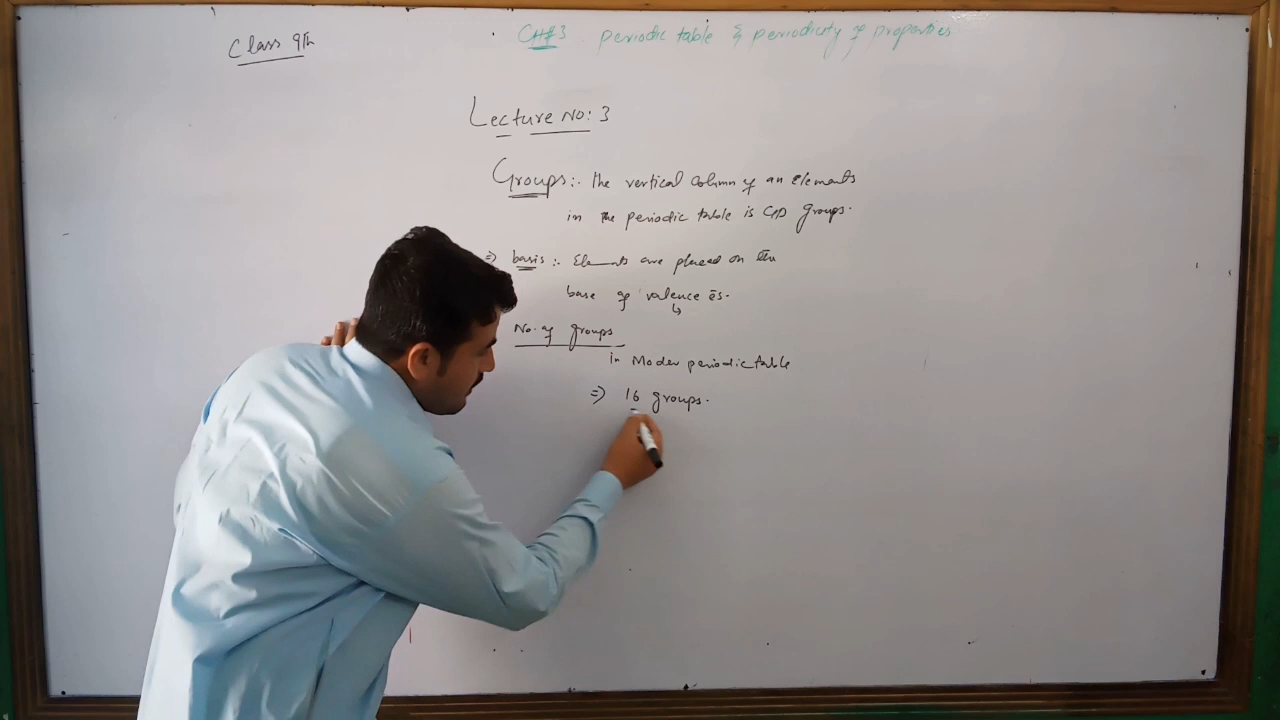 Class 9th
CH#3. periodic table & periodicity of properties
Lecture No: 3
Groups:. the vertical column of an elements
in the periodic table is C/D groups.
=> basis:. Elements are placed on the
base of valence ēs.
No. of groups
in Moder periodic table
=> 16 groups.